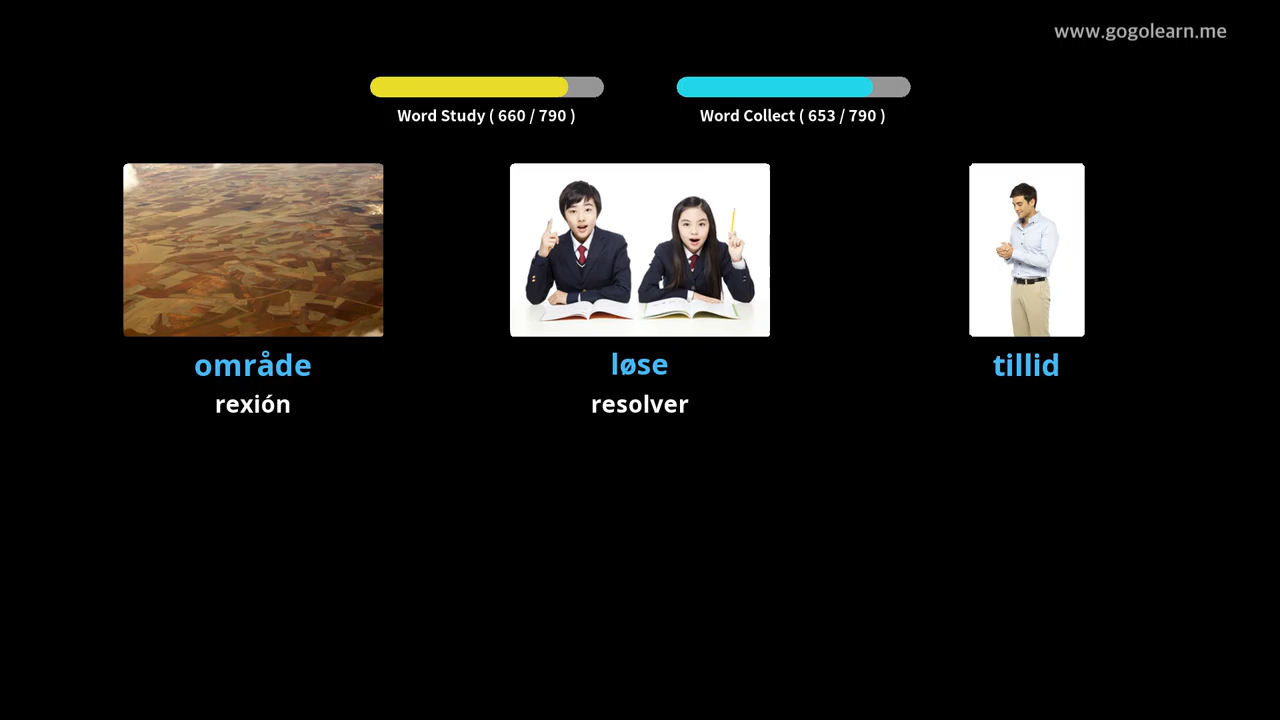 www.gogolearn.me
Word Study ( 660 / 790 )
Word Collect ( 653 / 790 )
område
rexión
løse
resolver
tillid